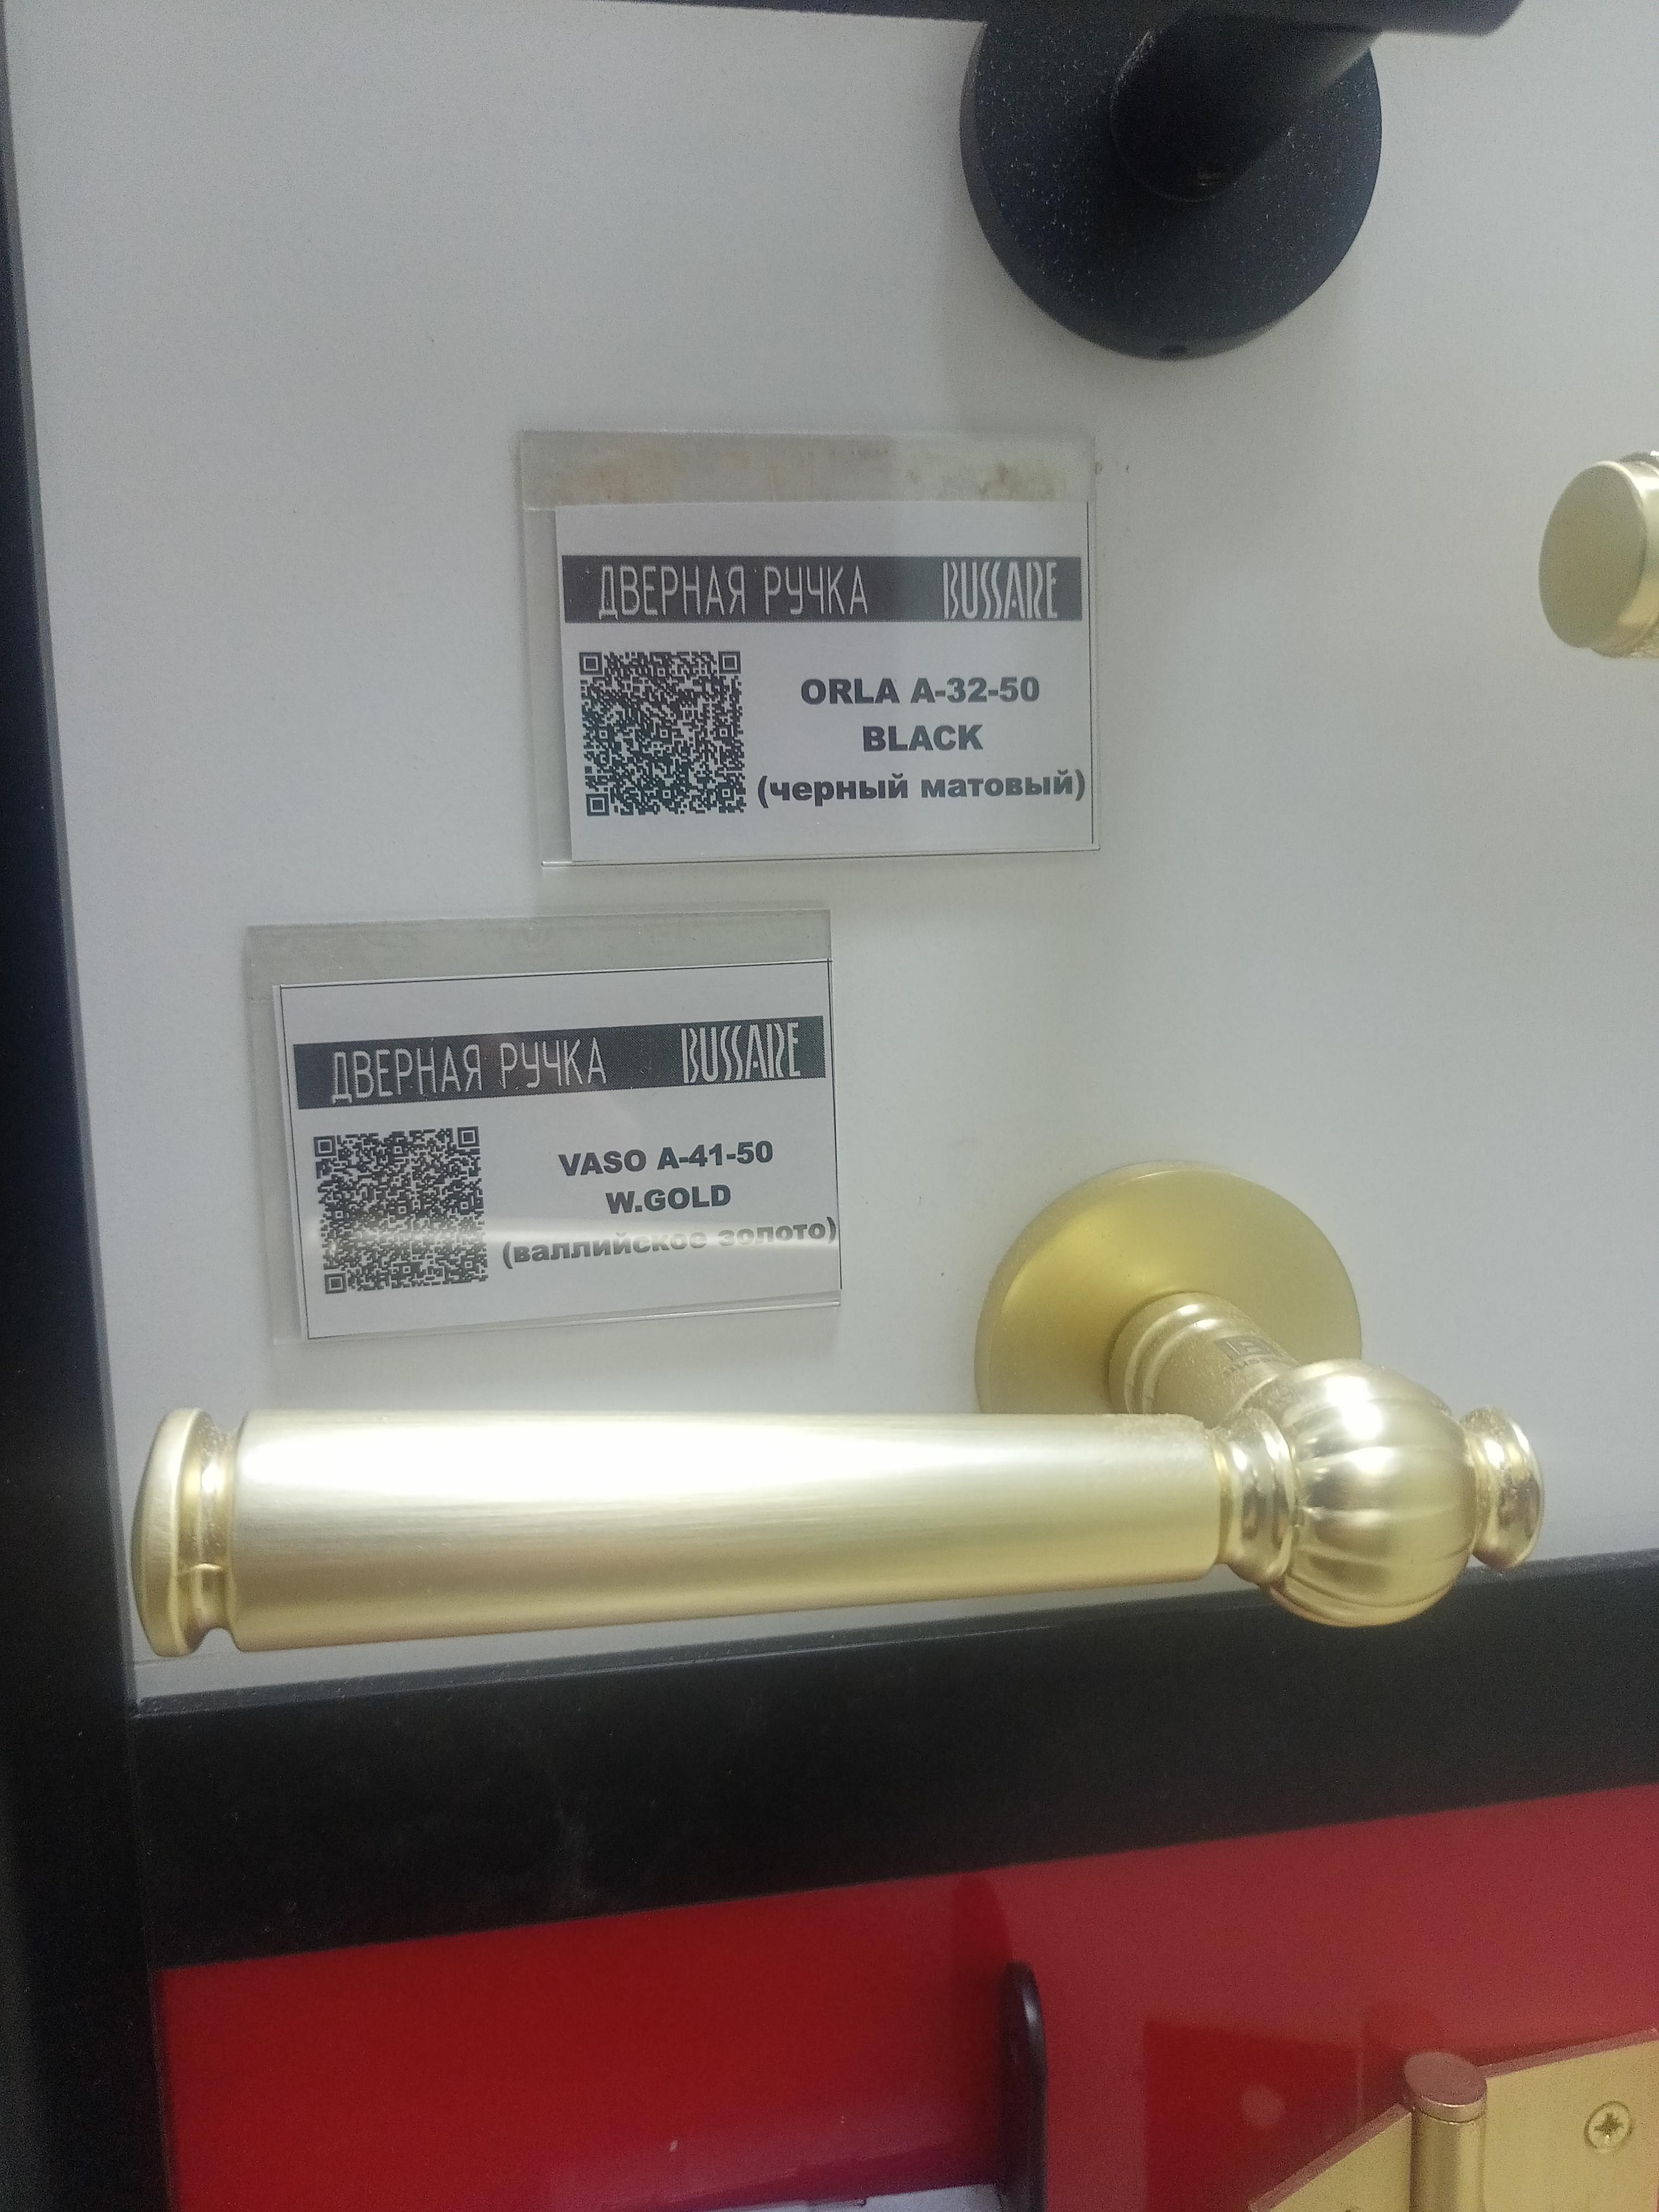 ДВЕРНАЯ РУЧКА BUSSARE
ORLA A-32-50
BLACK
(черный матовый)
ДВЕРНАЯ РУЧКА BUSSARE
VASO A-41-50
W.GOLD
(валлийское золото)